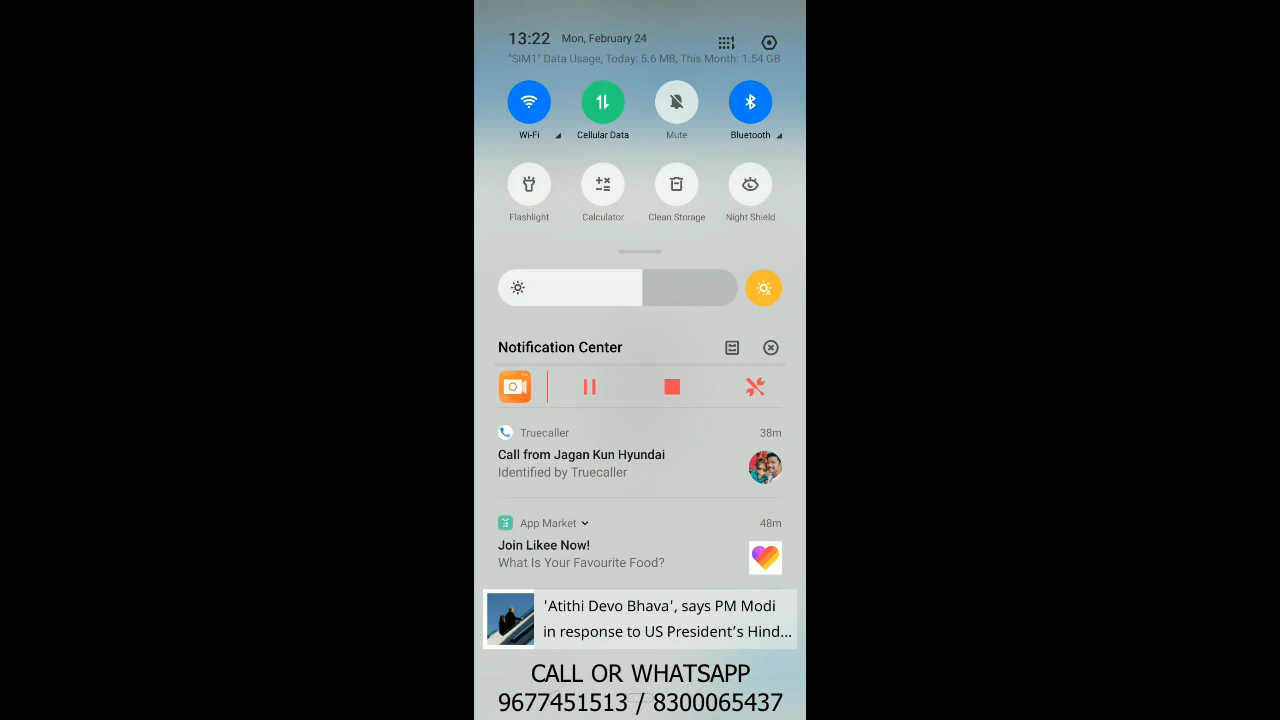 13:22 Mon, February 24
"SIM1" Data Usage, Today: 5.6 MB, This Month: 1.54 GB
Wi-Fi Cellular Data Mute Bluetooth
Flashlight Calculator Clean Storage Night Shield
Notification Center
Truecaller 38m
Call from Jagan Kun Hyundai
Identified by Truecaller
App Market 48m
Join Likee Now!
What Is Your Favourite Food?
'Atithi Devo Bhava', says PM Modi
in response to US President's Hind...
CALL OR WHATSAPP
9677451513 / 8300065437